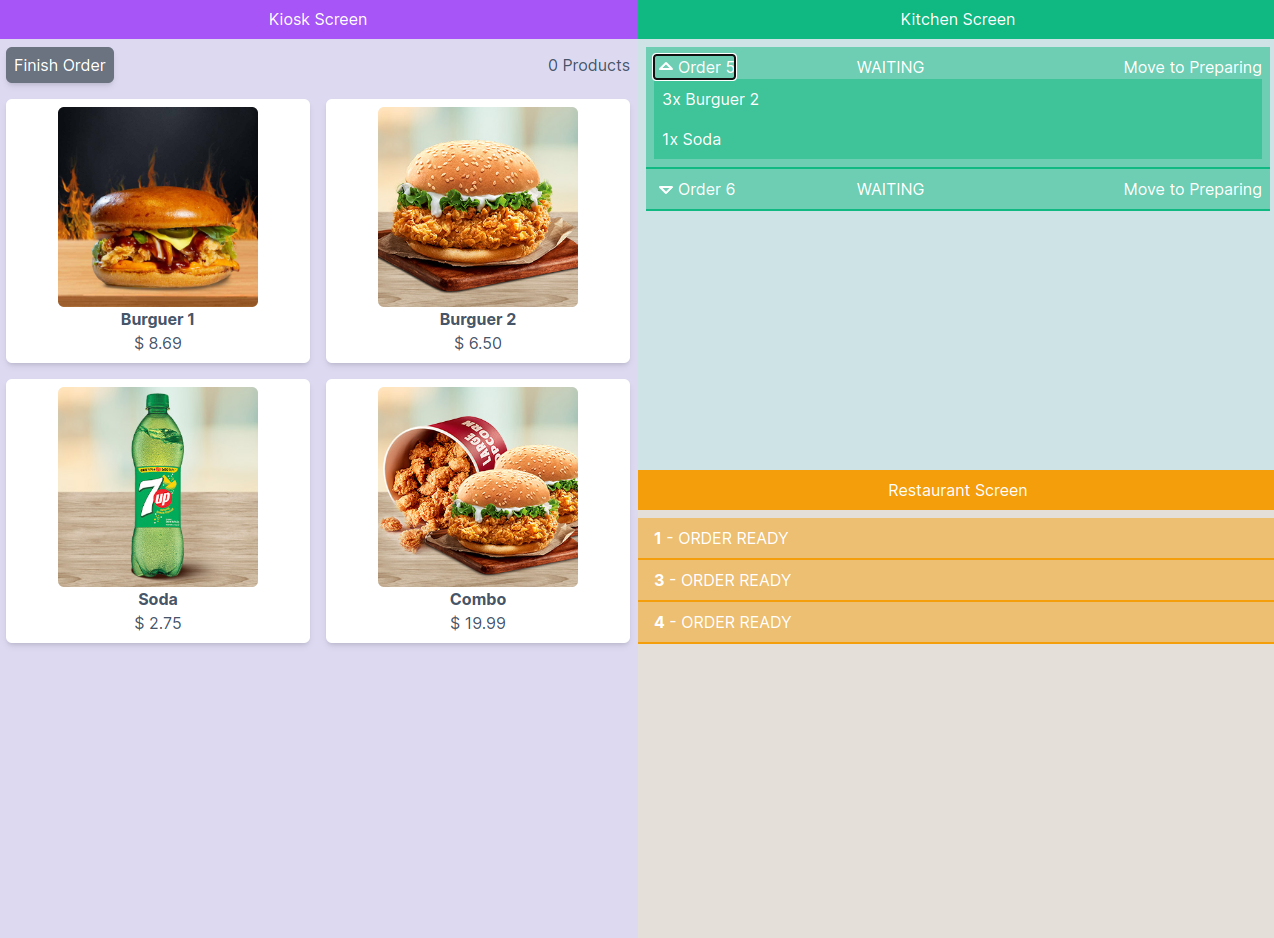 Kiosk Screen
Finish Order
0 Products
Burguer 1
$ 8.69
Burguer 2
$ 6.50
7up
Soda
$ 2.75
LARGE
POPCORN
Combo
$ 19.99
Kitchen Screen
Order 5 WAITING Move to Preparing
3x Burguer 2
1x Soda
Order 6 WAITING Move to Preparing
Restaurant Screen
1 - ORDER READY
3 - ORDER READY
4 - ORDER READY